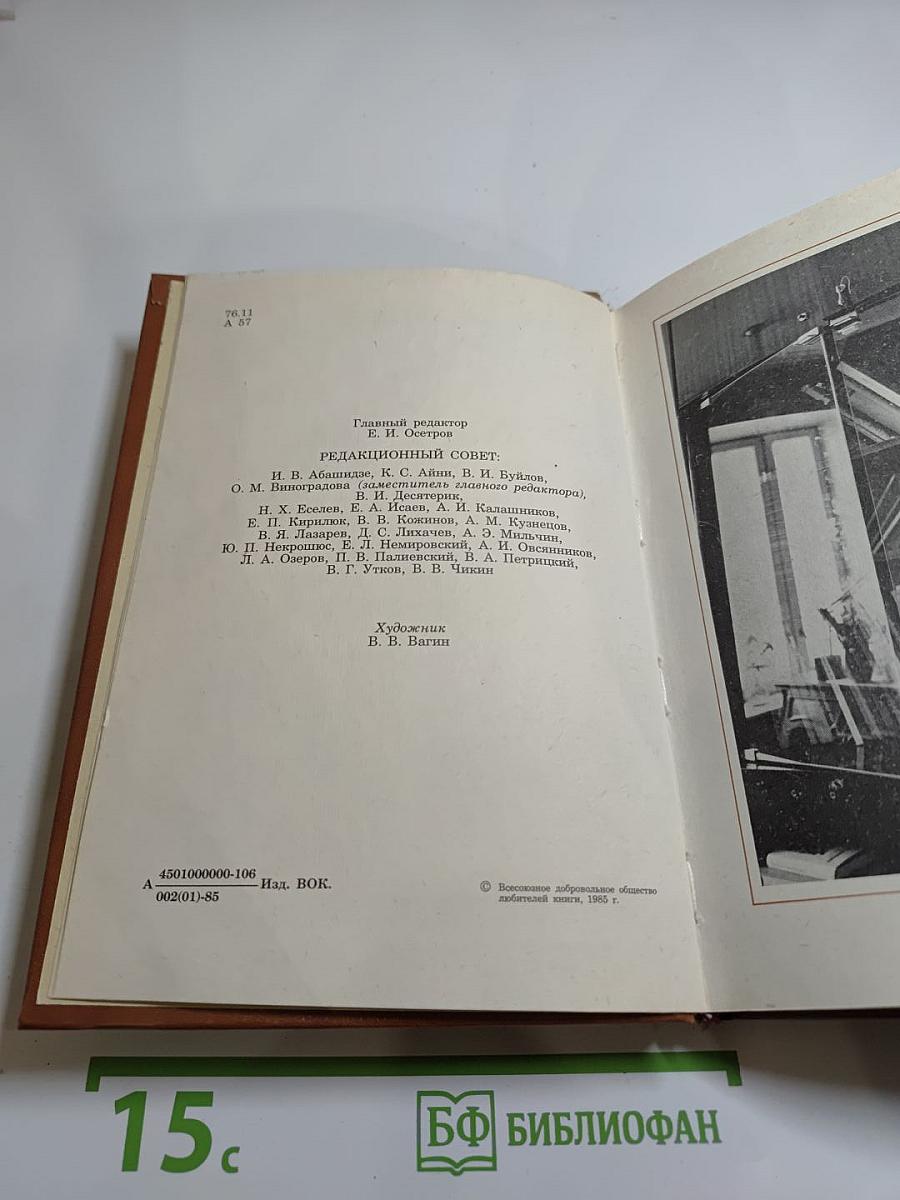 76.11
А 57
Главный редактор
Е. И. Осетров
РЕДАКЦИОННЫЙ СОВЕТ:
И. В. Абашидзе, К. С. Айни, В. И. Буйлов,
О. М. Виноградова (заместитель главного редактора),
В. И. Десятерик,
Н. Х. Еселев, Е. А. Исаев, А. И. Калашников,
Е. П. Кирилюк, В. В. Кожинов, А. М. Кузнецов,
В. Я. Лазарев, Д. С. Лихачев, А. Э. Мильчин,
Ю. П. Некрошюс, Е. Л. Немировский, А. И. Овсянников,
Л. А. Озеров, П. В. Палиевский, В. А. Петрицкий,
В. Г. Утков, В. В. Чикин
Художник
В. В. Вагин
А 4501000000-106 Изд. ВОК.
002(01)-85
© Всесоюзное добровольное общество
любителей книги, 1985 г.
15 с
БФ БИБЛИОФАН